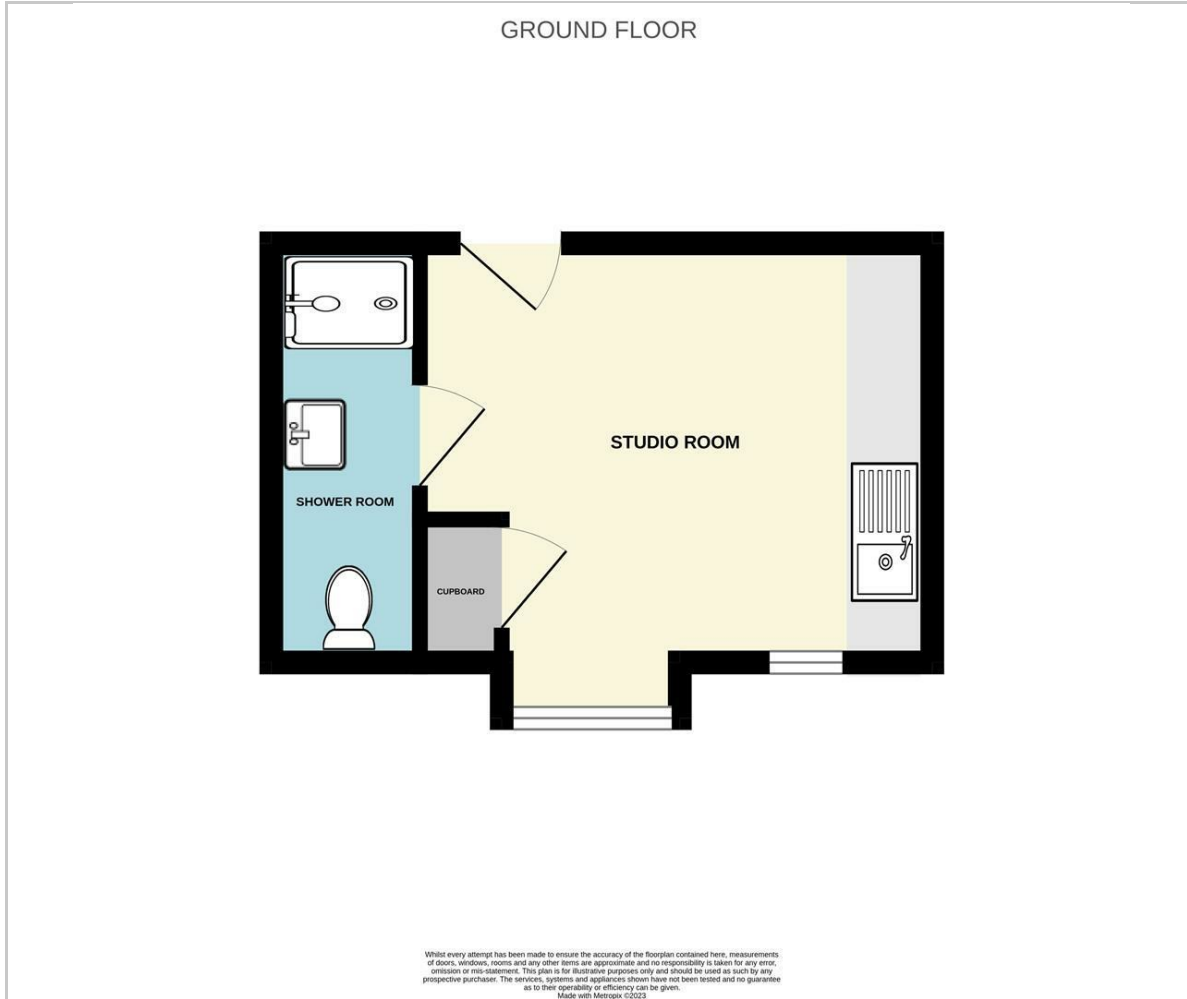 GROUND FLOOR
STUDIO ROOM
SHOWER ROOM
CUPBOARD
Whilst every attempt has been made to ensure the accuracy of the floorplan contained here, measurements
of doors, windows, rooms and any other items are approximate and no responsibility is taken for any error,
omission or mis-statement. This plan is for illustrative purposes only and should be used as such by any
prospective purchaser. The services, systems and appliances shown have not been tested and no guarantee
as to their operability or efficiency can be given.
Made with Metropix ©2023